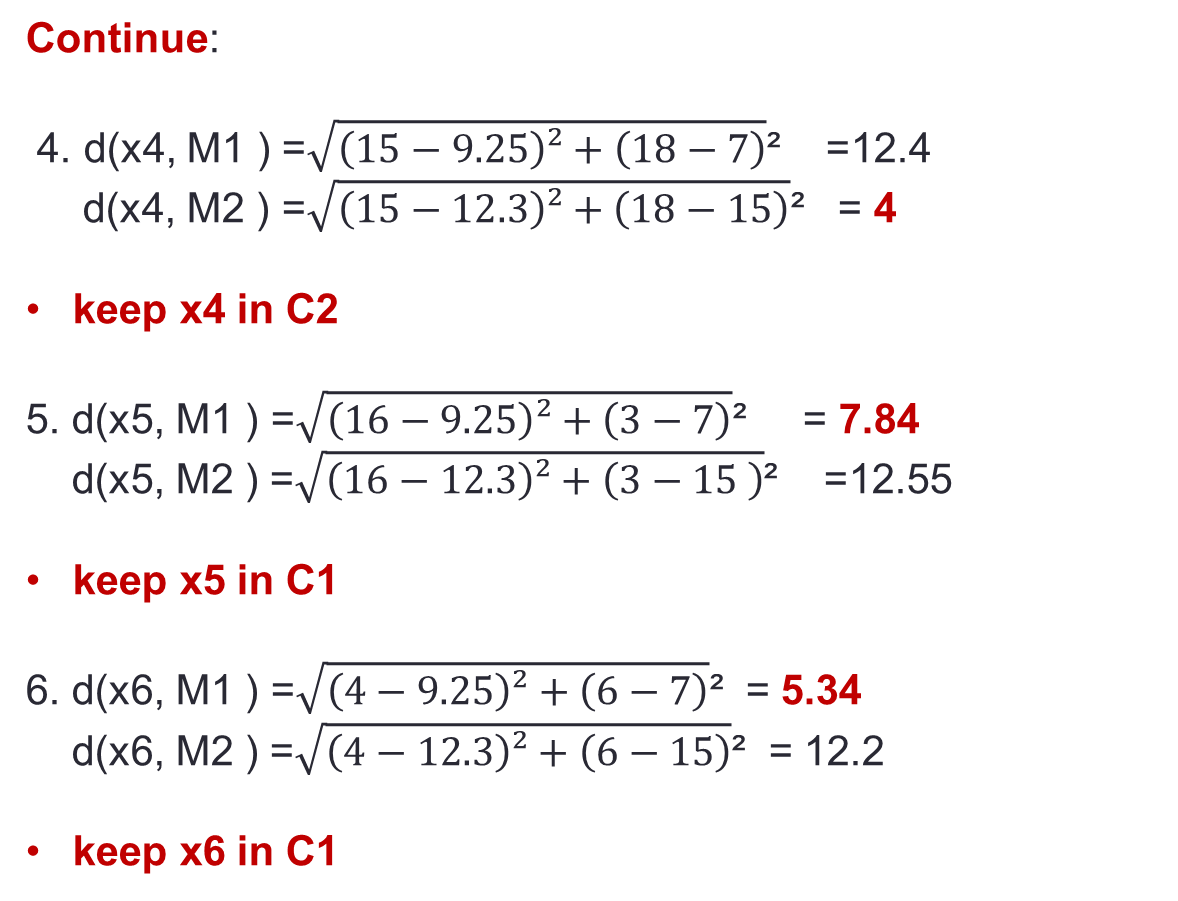 Continue:
4. d(x4, M1 ) =√(15 − 9.25)² + (18 − 7)² =12.4
d(x4, M2 ) =√(15 − 12.3)² + (18 − 15)² = 4
• keep x4 in C2
5. d(x5, M1 ) =√(16 − 9.25)² + (3 − 7)² = 7.84
d(x5, M2 ) =√(16 − 12.3)² + (3 − 15 )² =12.55
• keep x5 in C1
6. d(x6, M1 ) =√(4 − 9.25)² + (6 − 7)² = 5.34
d(x6, M2 ) =√(4 − 12.3)² + (6 − 15)² = 12.2
• keep x6 in C1